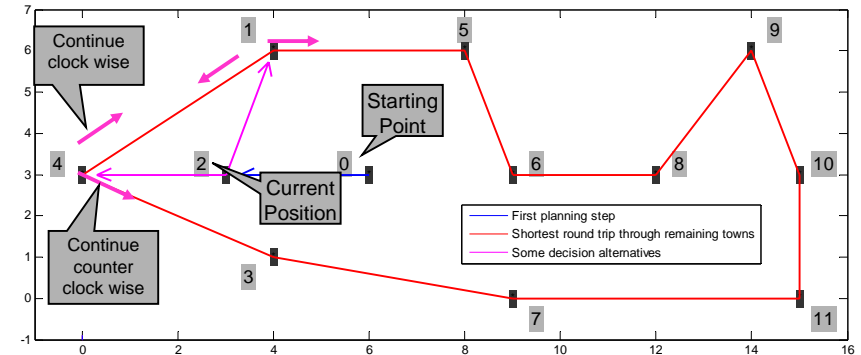 7
6
5
4
3
2
1
0
-1
0
2
4
6
8
10
12
14
16
Continue
clock wise
1
5
9
Starting
Point
4
2
0
6
8
10
Current
Position
Continue
counter
clock wise
3
7
11
First planning step
Shortest round trip through remaining towns
Some decision alternatives